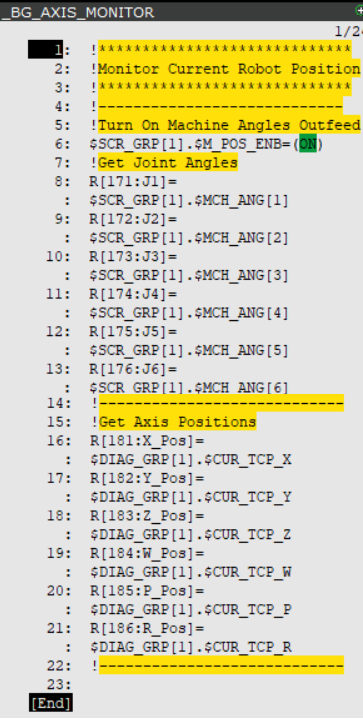 _BG_AXIS_MONITOR
1/24
1: !****************************
2: !Monitor Current Robot Position
3: !****************************
4: !----------------------------
5: !Turn On Machine Angles Outfeed
6: $SCR_GRP[1].$M_POS_ENB=(ON)
7: !Get Joint Angles
8: R[171:J1]=
: $SCR_GRP[1].$MCH_ANG[1]
9: R[172:J2]=
: $SCR_GRP[1].$MCH_ANG[2]
10: R[173:J3]=
: $SCR_GRP[1].$MCH_ANG[3]
11: R[174:J4]=
: $SCR_GRP[1].$MCH_ANG[4]
12: R[175:J5]=
: $SCR_GRP[1].$MCH_ANG[5]
13: R[176:J6]=
: $SCR_GRP[1].$MCH_ANG[6]
14: !----------------------------
15: !Get Axis Positions
16: R[181:X_Pos]=
: $DIAG_GRP[1].$CUR_TCP_X
17: R[182:Y_Pos]=
: $DIAG_GRP[1].$CUR_TCP_Y
18: R[183:Z_Pos]=
: $DIAG_GRP[1].$CUR_TCP_Z
19: R[184:W_Pos]=
: $DIAG_GRP[1].$CUR_TCP_W
20: R[185:P_Pos]=
: $DIAG_GRP[1].$CUR_TCP_P
21: R[186:R_Pos]=
: $DIAG_GRP[1].$CUR_TCP_R
22: !----------------------------
23:
[End]